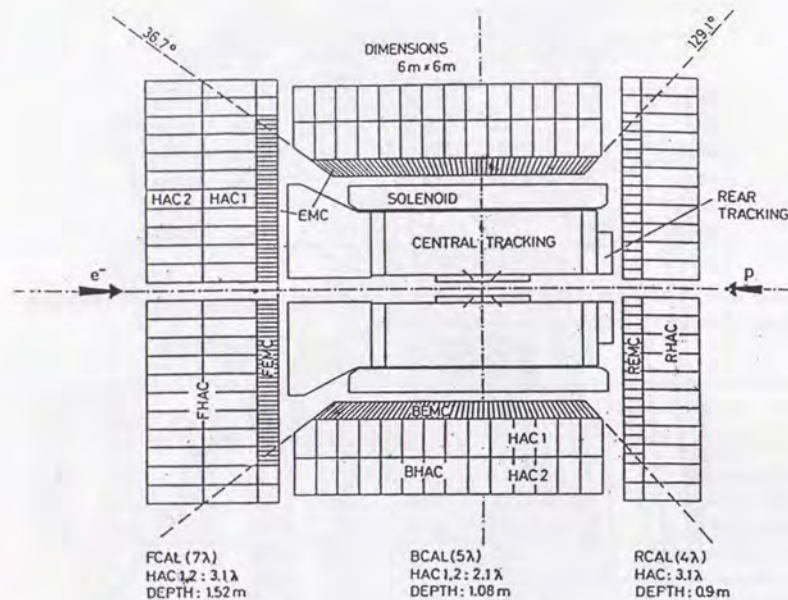 36.7°
DIMENSIONS
6m × 6m
129.1°
HAC 2
HAC 1
EMC
SOLENOID
REAR
TRACKING
CENTRAL TRACKING
e⁻
p
FEMC
FHAC
REMC
RHAC
BEMC
HAC 1
BHAC
HAC 2
FCAL (7λ)
HAC 1,2 : 3.1λ
DEPTH : 1.52 m
BCAL (5λ)
HAC 1,2 : 2.1λ
DEPTH : 1.08 m
RCAL (4λ)
HAC : 3.1λ
DEPTH : 0.9 m